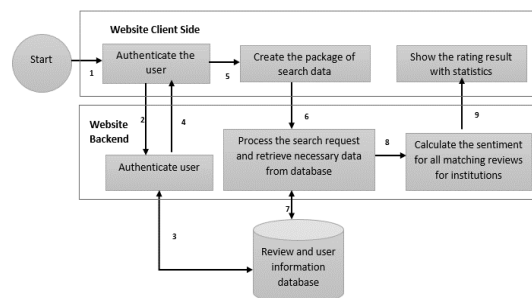 Website Client Side
Start
1
Authenticate the
user
5
Create the package of
search data
Show the rating result
with statistics
2
4
6
9
Website
Backend
Authenticate user
Process the search request
and retrieve necessary data
from database
8
Calculate the sentiment
for all matching reviews
for institutions
3
7
Review and user
information
database